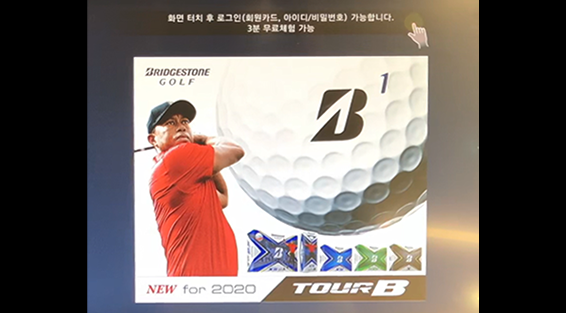 화면 터치 후 로그인(회원카드, 아이디/비밀번호) 가능합니다.
3분 무료체험 가능
BRIDGESTONE
GOLF
1
B
NEW for 2020
TOUR B